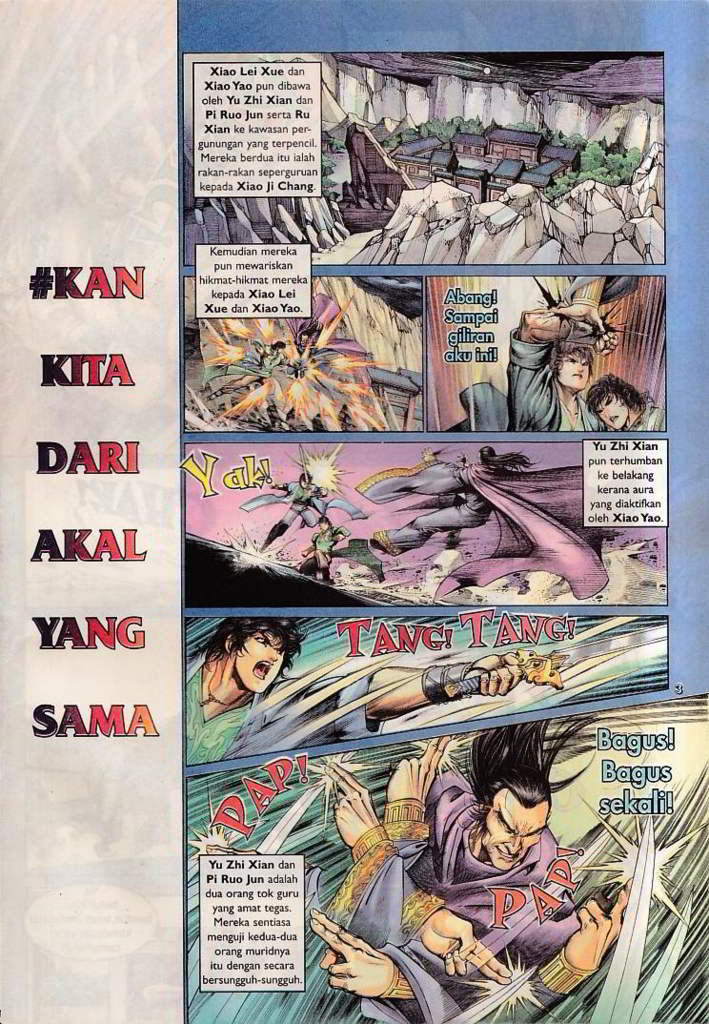 #KAN
KITA
DARI
AKAL
YANG
SAMA
Xiao Lei Xue dan
Xiao Yao pun dibawa
oleh Yu Zhi Xian dan
Pi Ruo Jun serta Ru
Xian ke kawasan per-
gunungan yang terpencil.
Mereka berdua itu ialah
rakan-rakan seperguruan
kepada Xiao Ji Chang.
Kemudian mereka
pun mewariskan
hikmat-hikmat mereka
kepada Xiao Lei
Xue dan Xiao Yao.
Abang!
Sampai
giliran
aku ini!
Yak!
Yu Zhi Xian
pun terhumban
ke belakang
kerana aura
yang diaktifkan
oleh Xiao Yao.
TANG! TANG!
3
Bagus!
Bagus
sekali!
PAP!
PAP!
Yu Zhi Xian dan
Pi Ruo Jun adalah
dua orang tok guru
yang amat tegas.
Mereka sentiasa
menguji kedua-dua
orang muridnya
itu dengan secara
bersungguh-sungguh.